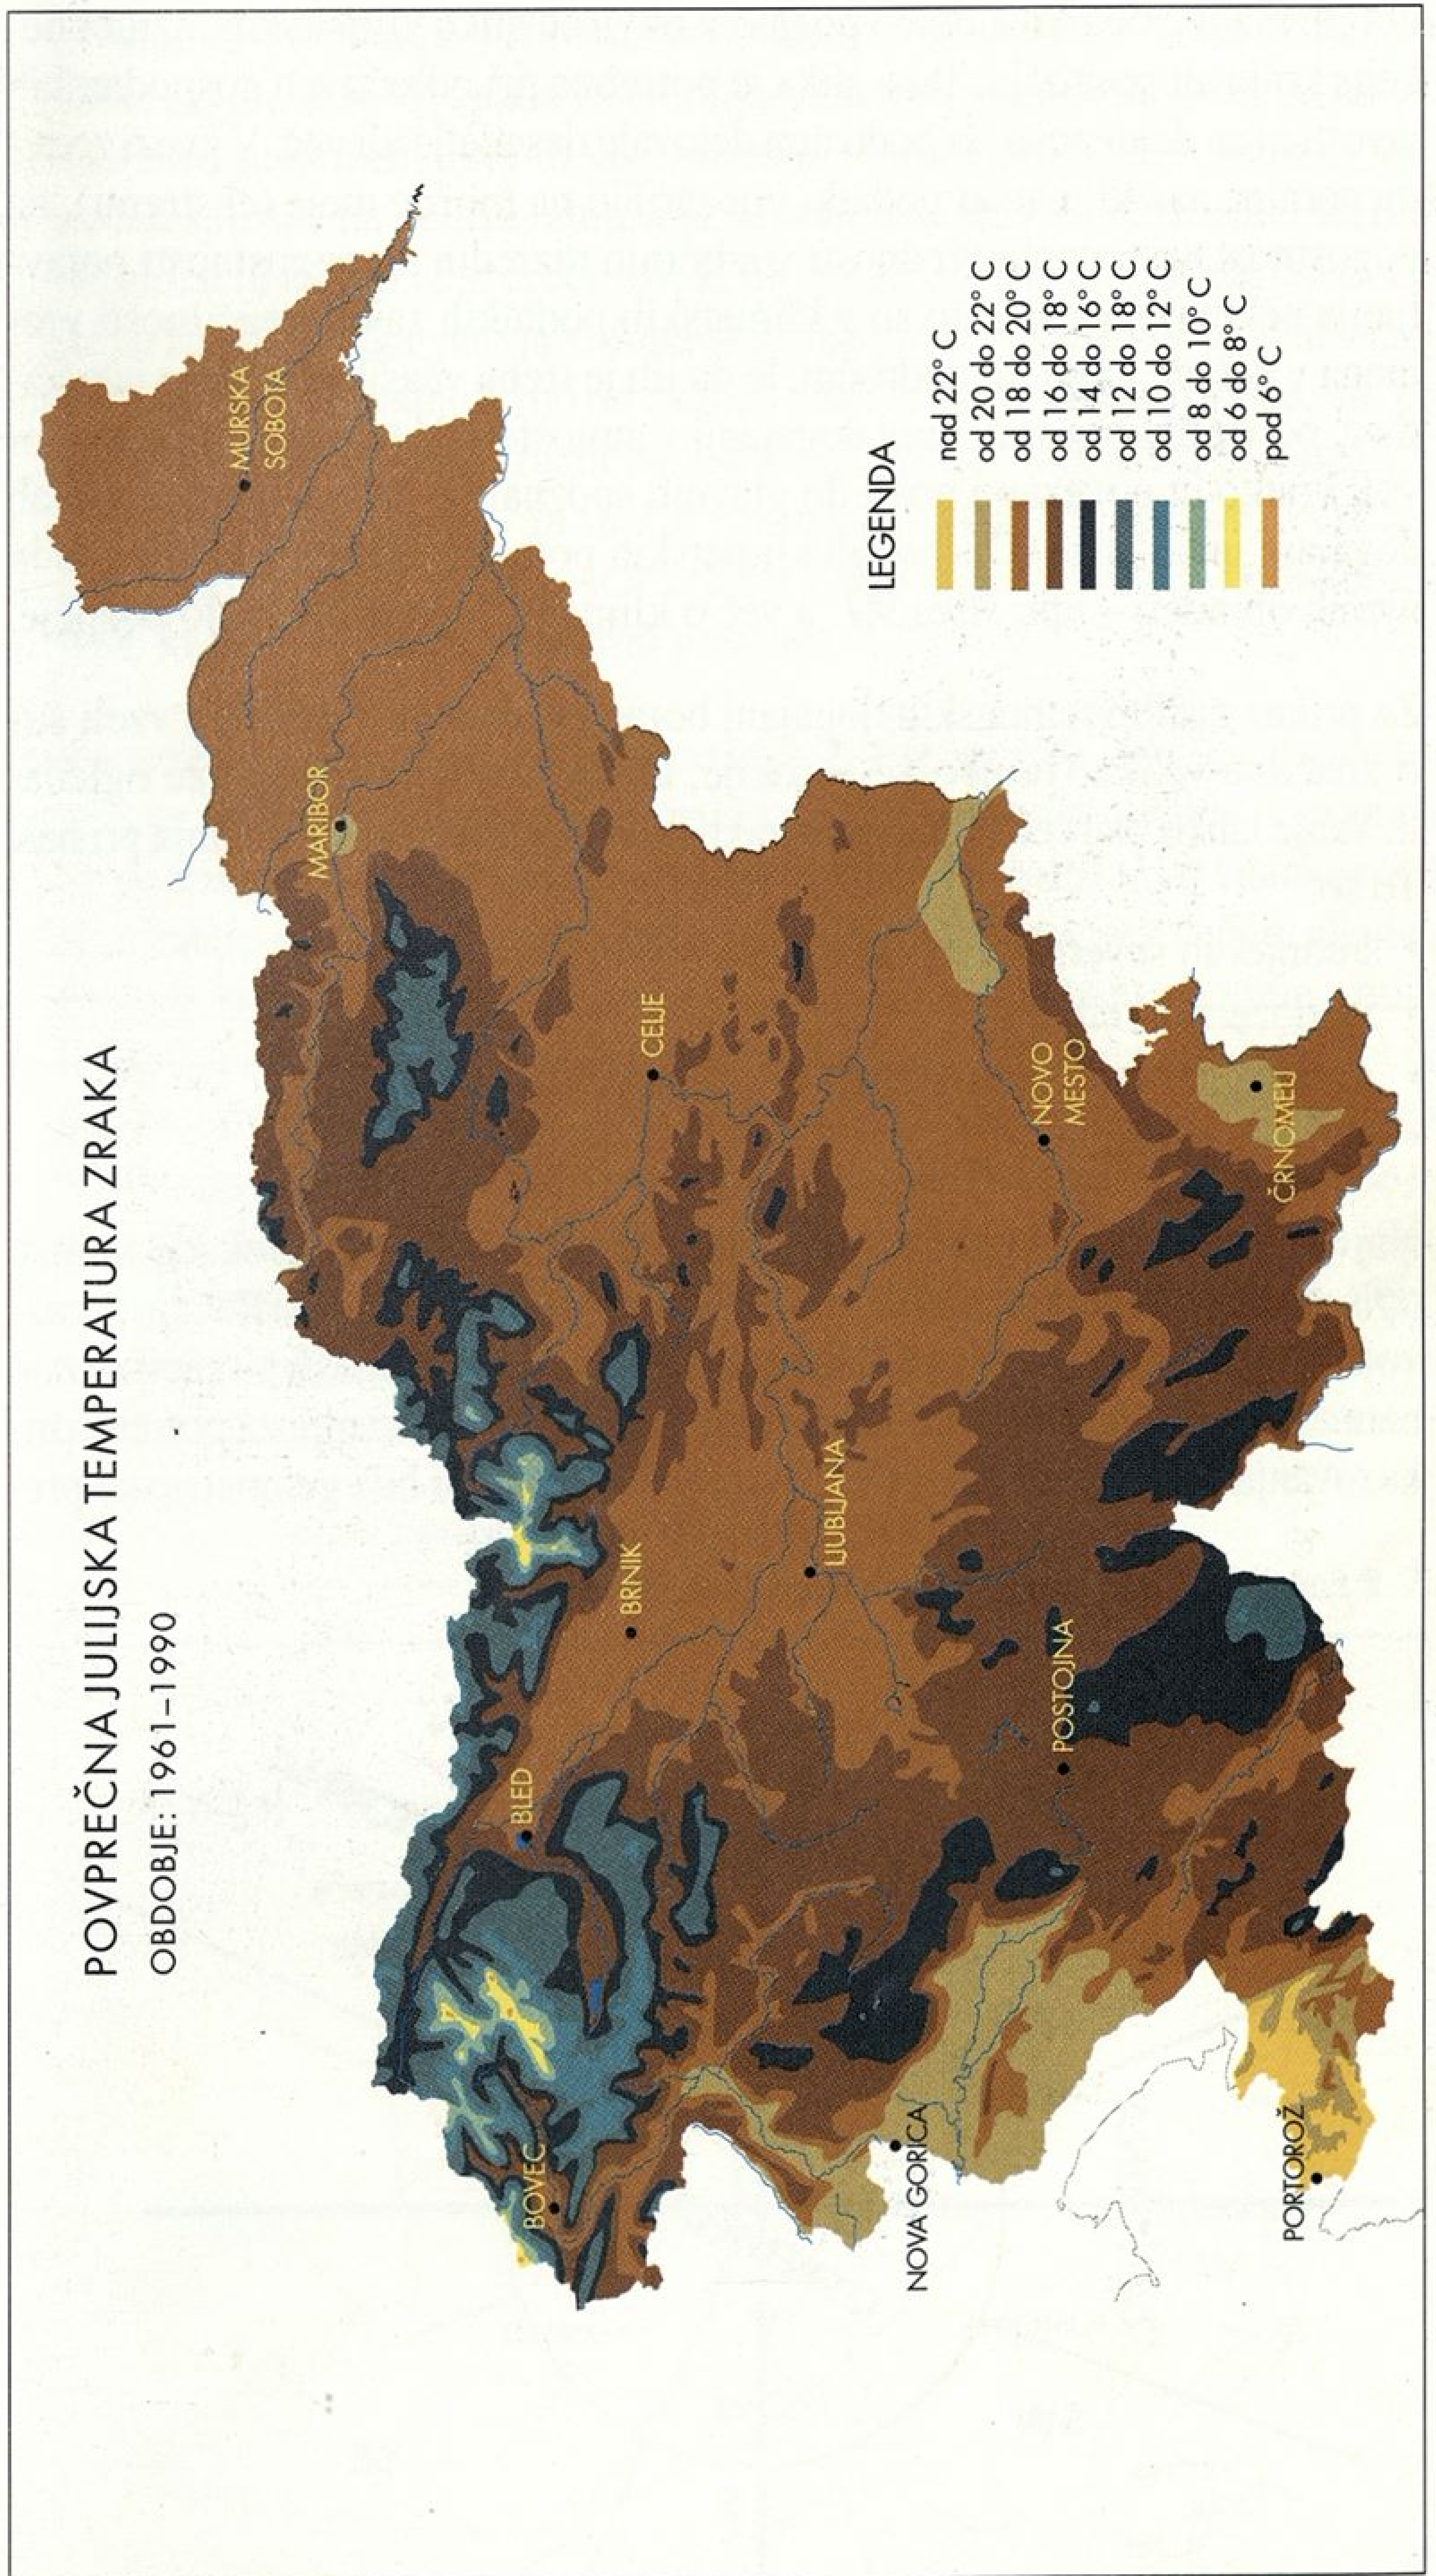 POVPREČNA JULIJSKA TEMPERATURA ZRAKA
OBDOBJE: 1961–1990
MURSKA
SOBOTA
MARIBOR
CELJE
NOVO
MESTO
ČRNOMELJ
BRNIK
LJUBLJANA
BLED
POSTOJNA
BOVEC
NOVA GORICA
PORTOROŽ
LEGENDA
nad 22° C
od 20 do 22° C
od 18 do 20° C
od 16 do 18° C
od 14 do 16° C
od 12 do 18° C
od 10 do 12° C
od 8 do 10° C
od 6 do 8° C
pod 6° C